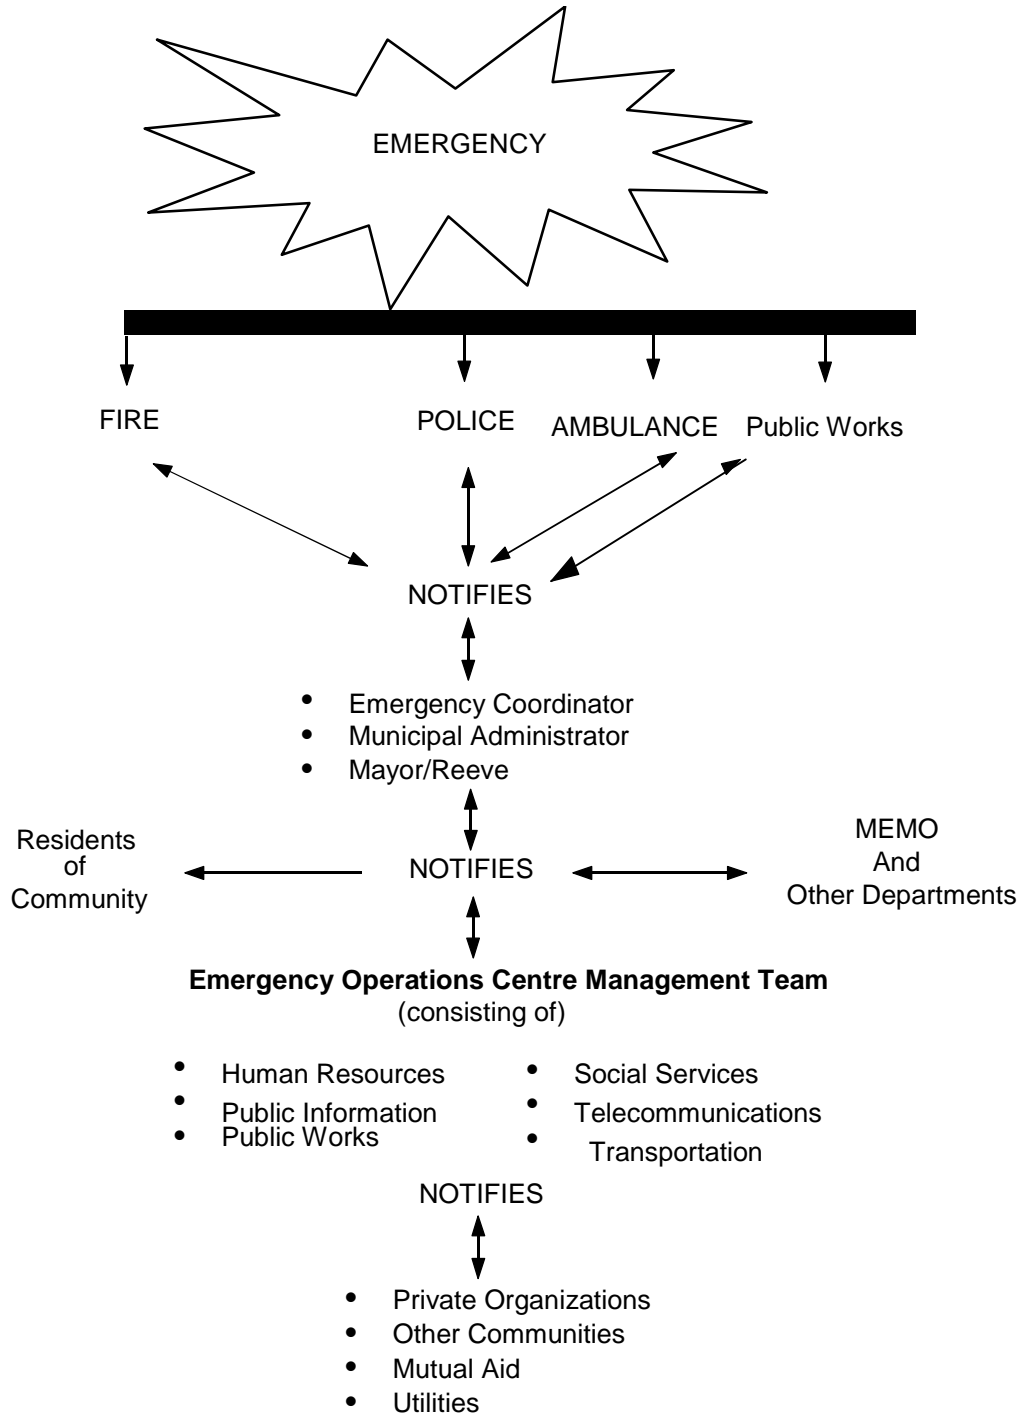 EMERGENCY
FIRE
POLICE
AMBULANCE
Public Works
NOTIFIES
• Emergency Coordinator
• Municipal Administrator
• Mayor/Reeve
Residents
of
Community
NOTIFIES
MEMO
And
Other Departments
Emergency Operations Centre Management Team
(consisting of)
• Human Resources
• Public Information
• Public Works
• Social Services
• Telecommunications
• Transportation
NOTIFIES
• Private Organizations
• Other Communities
• Mutual Aid
• Utilities